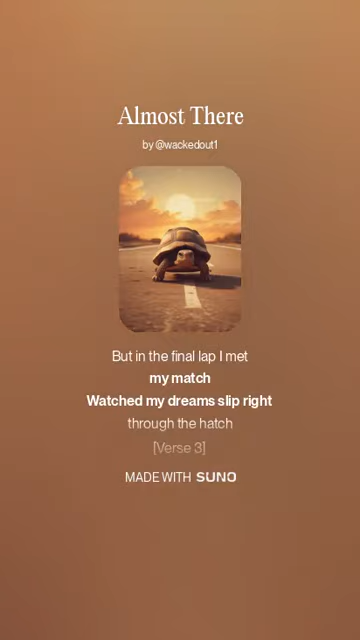 Almost There
by @wackedout1
But in the final lap I met
my match
Watched my dreams slip right
through the hatch
[Verse 3]
MADE WITH SUNO